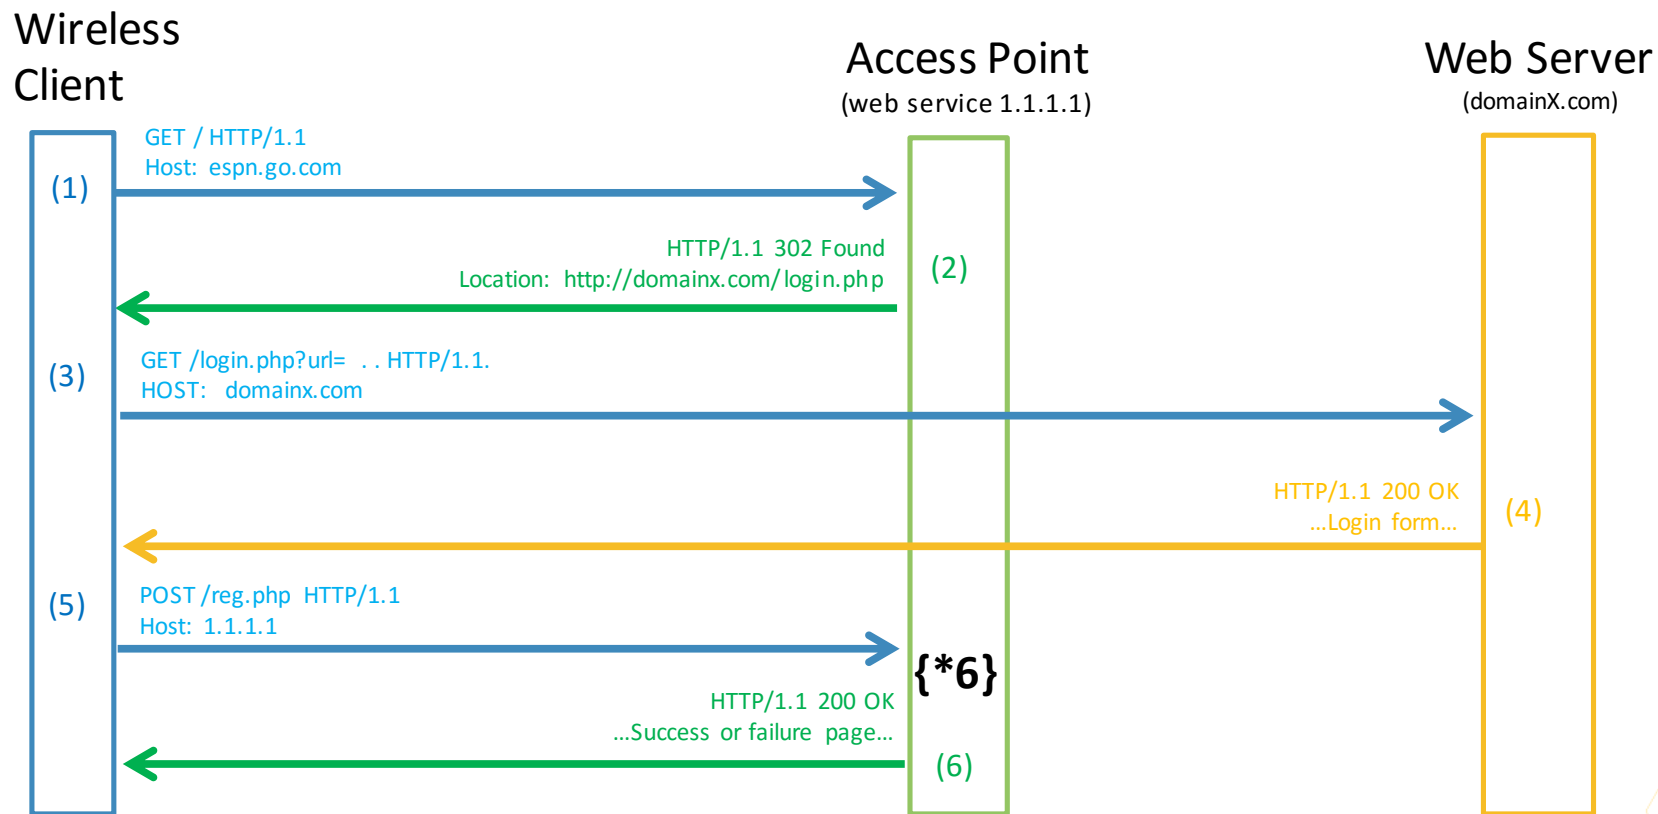 Wireless
Client
Access Point
(web service 1.1.1.1)
Web Server
(domainX.com)
(1)
GET / HTTP/1.1
Host: espn.go.com
HTTP/1.1 302 Found
Location: http://domainx.com/login.php
(2)
(3)
GET /login.php?url= . . HTTP/1.1.
HOST: domainx.com
HTTP/1.1 200 OK
...Login form...
(4)
(5)
POST /reg.php HTTP/1.1
Host: 1.1.1.1
{*6}
HTTP/1.1 200 OK
...Success or failure page...
(6)